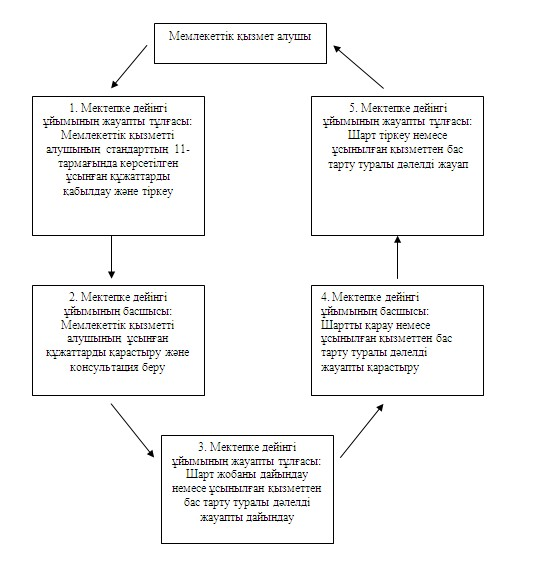 Мемлекеттік қызмет алушы
1. Мектепке дейінгі
ұйымының жауапты тұлғасы:
Мемлекеттік қызметті
алушының стандарттың 11-
тармағында көрсетілген
ұсынған құжаттарды
қабылдау және тіркеу
2. Мектепке дейінгі
ұйымының басшысы:
Мемлекеттік қызметті
алушының ұсынған
құжаттарды қарастыру және
консультация беру
3. Мектепке дейінгі
ұйымының жауапты тұлғасы:
Шарт жобаны дайындау
немесе ұсынылған қызметтен
бас тарту туралы дәлелді
жауапты дайындау
4. Мектепке дейінгі
ұйымының басшысы:
Шартты қарау немесе
ұсынылған қызметтен бас
тарту туралы дәлелді
жауапты қарастыру
5. Мектепке дейінгі
ұйымының жауапты тұлғасы:
Шарт тіркеу немесе
ұсынылған қызметтен бас
тарту туралы дәлелді жауап